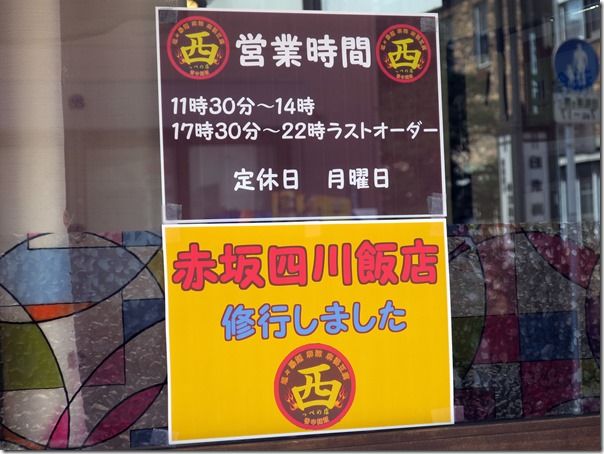 西 営業時間 西
11時30分～14時
17時30分～22時ラストオーダー
定休日 月曜日
赤坂四川飯店
修行しました
西